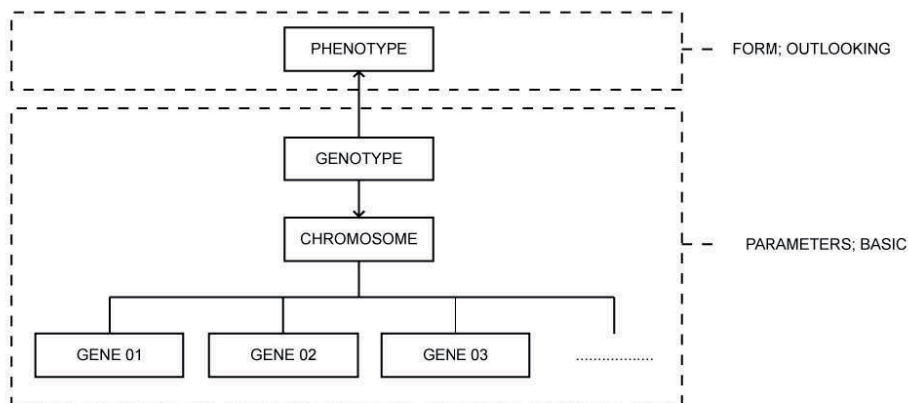 PHENOTYPE
FORM; OUTLOOKING
GENOTYPE
CHROMOSOME
PARAMETERS; BASIC
GENE 01
GENE 02
GENE 03
..................